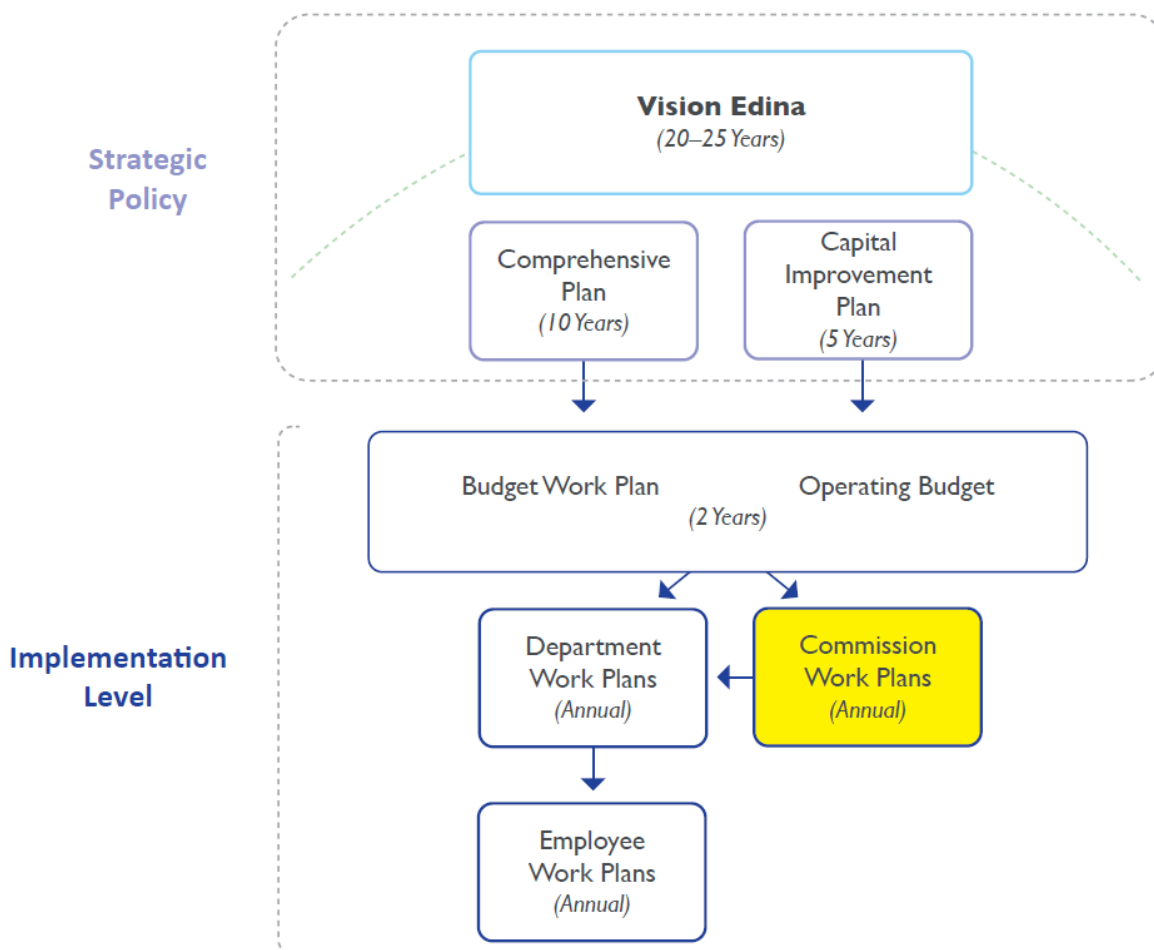 Vision Edina
(20–25 Years)
Strategic
Policy
Comprehensive
Plan
(10 Years)
Capital
Improvement
Plan
(5 Years)
Budget Work Plan
Operating Budget
(2 Years)
Implementation
Level
Department
Work Plans
(Annual)
Commission
Work Plans
(Annual)
Employee
Work Plans
(Annual)